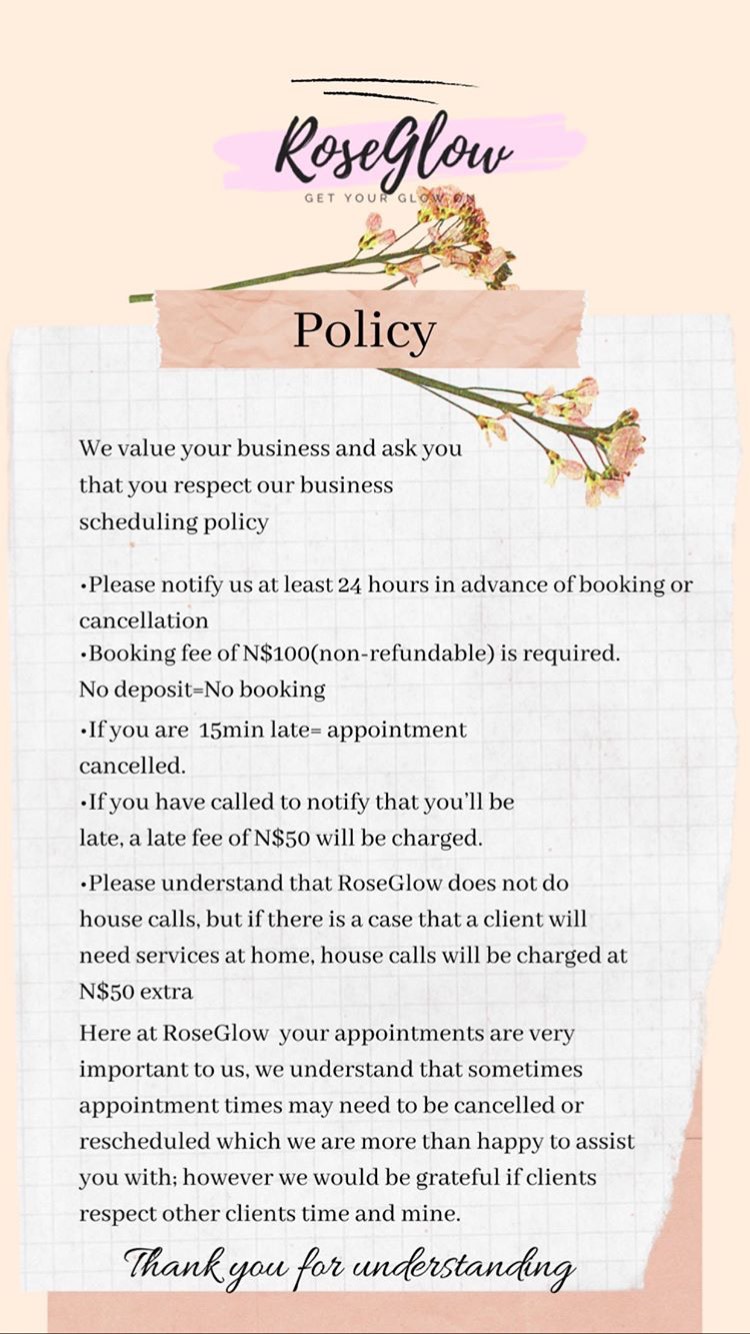 RoseGlow
GET YOUR GLOW ON
Policy
We value your business and ask you
that you respect our business
scheduling policy
•Please notify us at least 24 hours in advance of booking or
cancellation
•Booking fee of N$100(non-refundable) is required.
No deposit=No booking
•If you are  15min late= appointment
cancelled.
•If you have called to notify that you'll be
late, a late fee of N$50 will be charged.
•Please understand that RoseGlow does not do
house calls, but if there is a case that a client will
need services at home, house calls will be charged at
N$50 extra
Here at RoseGlow  your appointments are very
important to us, we understand that sometimes
appointment times may need to be cancelled or
rescheduled which we are more than happy to assist
you with; however we would be grateful if clients
respect other clients time and mine.
Thank you for understanding